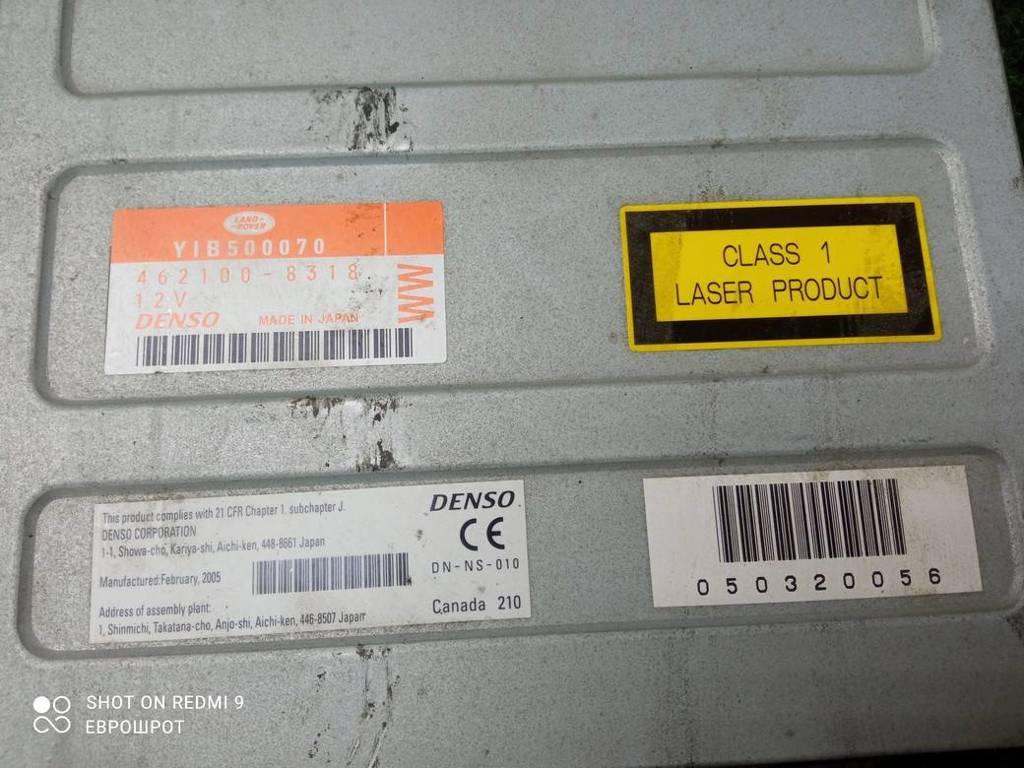 LAND-
-ROVER
YIB500070
462100-8318
12V
DENSO MADE IN JAPAN
WW
CLASS 1
LASER PRODUCT
This product complies with 21 CFR Chapter 1, subchapter J.
DENSO CORPORATION
1-1, Showa-cho, Kariya-shi, Aichi-ken, 448-8661 Japan
Manufactured:February, 2005
Address of assembly plant:
1, Shinmichi, Takatana-cho, Anjo-shi, Aichi-ken, 446-8507 Japan
DENSO
CE
DN-NS-010
Canada 210
050320056
SHOT ON REDMI 9
ЕВРОШРОТ